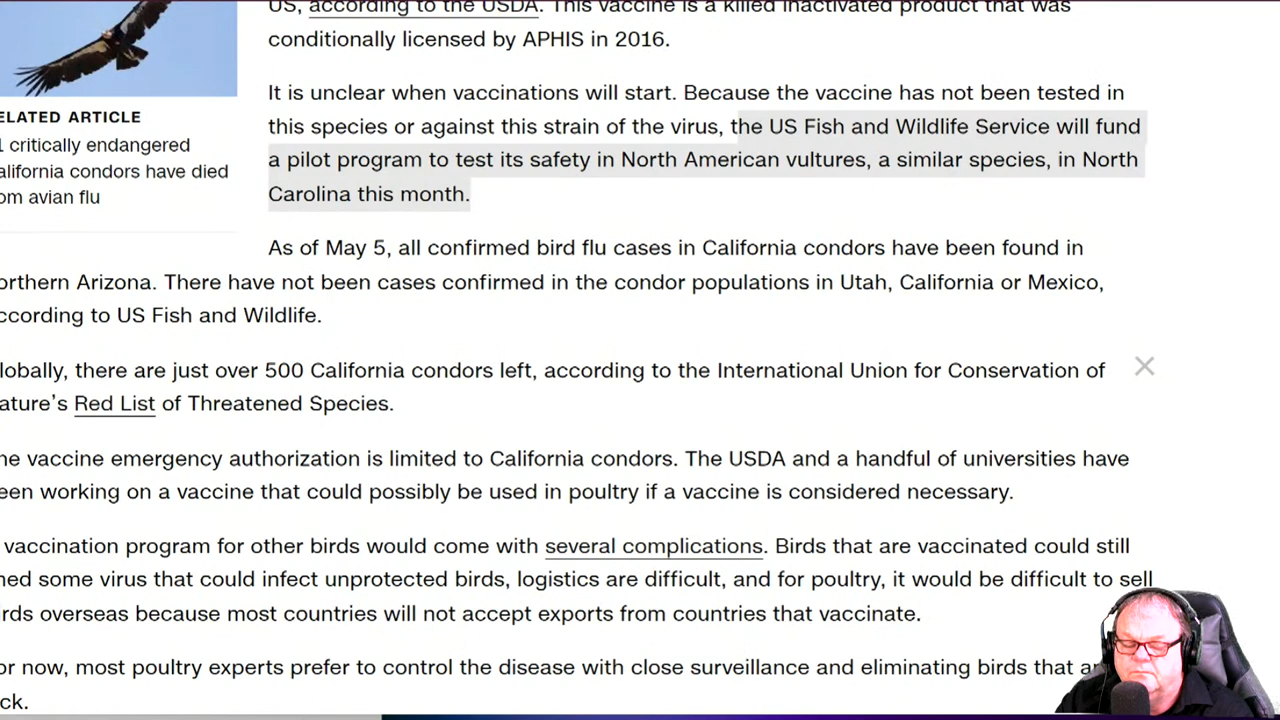 US, according to the USDA. This vaccine is a killed inactivated product that was
conditionally licensed by APHIS in 2016.
It is unclear when vaccinations will start. Because the vaccine has not been tested in
this species or against this strain of the virus, the US Fish and Wildlife Service will fund
a pilot program to test its safety in North American vultures, a similar species, in North
Carolina this month.
ELATED ARTICLE
1 critically endangered
alifornia condors have died
om avian flu
As of May 5, all confirmed bird flu cases in California condors have been found in
orthern Arizona. There have not been cases confirmed in the condor populations in Utah, California or Mexico,
ccording to US Fish and Wildlife.
lobally, there are just over 500 California condors left, according to the International Union for Conservation of
ature's Red List of Threatened Species.
he vaccine emergency authorization is limited to California condors. The USDA and a handful of universities have
een working on a vaccine that could possibly be used in poultry if a vaccine is considered necessary.
vaccination program for other birds would come with several complications. Birds that are vaccinated could still
hed some virus that could infect unprotected birds, logistics are difficult, and for poultry, it would be difficult to sell
irds overseas because most countries will not accept exports from countries that vaccinate.
or now, most poultry experts prefer to control the disease with close surveillance and eliminating birds that a
ck.